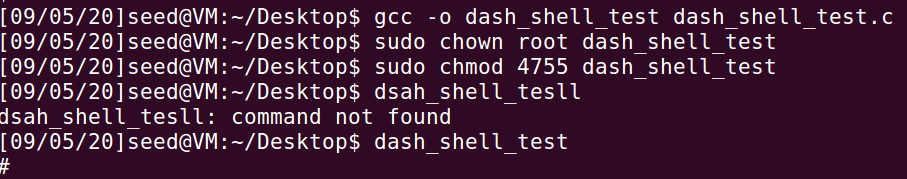 [09/05/20]seed@VM:~/Desktop$ gcc -o dash_shell_test dash_shell_test.c
[09/05/20]seed@VM:~/Desktop$ sudo chown root dash_shell_test
[09/05/20]seed@VM:~/Desktop$ sudo chmod 4755 dash_shell_test
[09/05/20]seed@VM:~/Desktop$ dsah_shell_tesll
dsah_shell_tesll: command not found
[09/05/20]seed@VM:~/Desktop$ dash_shell_test
#